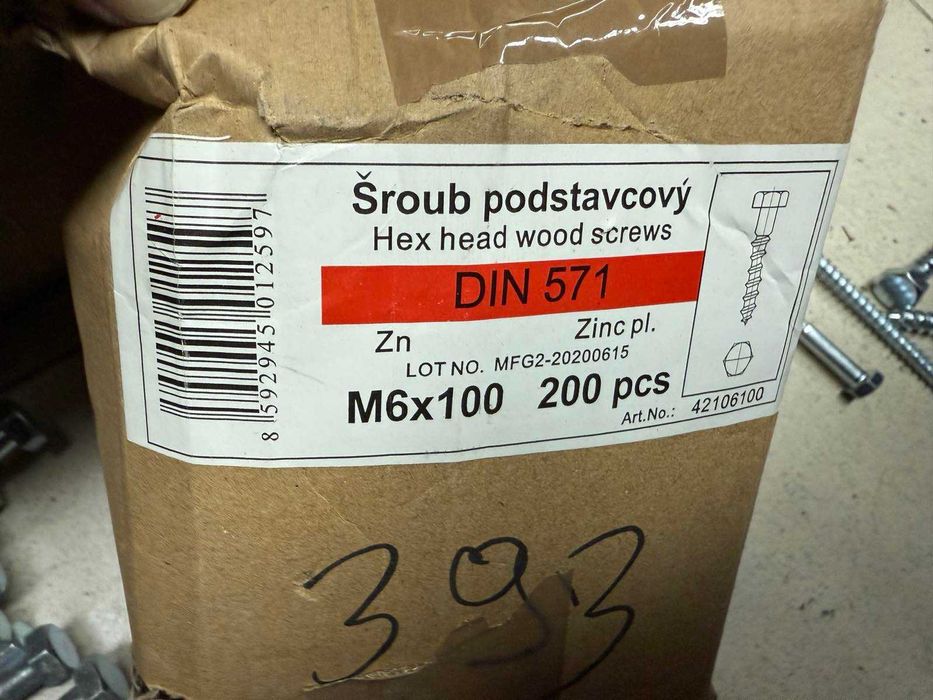 Šroub podstavcový
Hex head wood screws
DIN 571
Zn Zinc pl.
LOT NO. MFG2-20200615
M6x100 200 pcs
Art.No.: 42106100
8 592945 012597
393